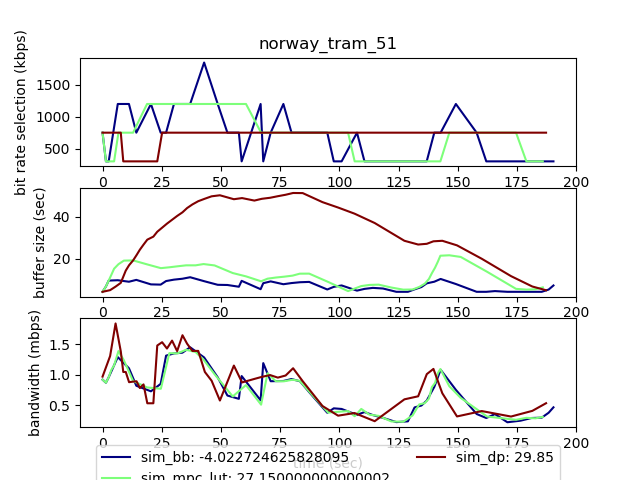 norway_tram_51
bit rate selection (kbps)
1500
1000
500
0 25 50 75 100 125 150 175 200
buffer size (sec)
40
20
0 25 50 75 100 125 150 175 200
bandwidth (mbps)
1.5
1.0
0.5
0 25 50 75 100 125 150 175 200
time (sec)
sim_bb: -4.022724625828095
sim_dp: 29.85
sim_mpc_lut: 27.150000000000002